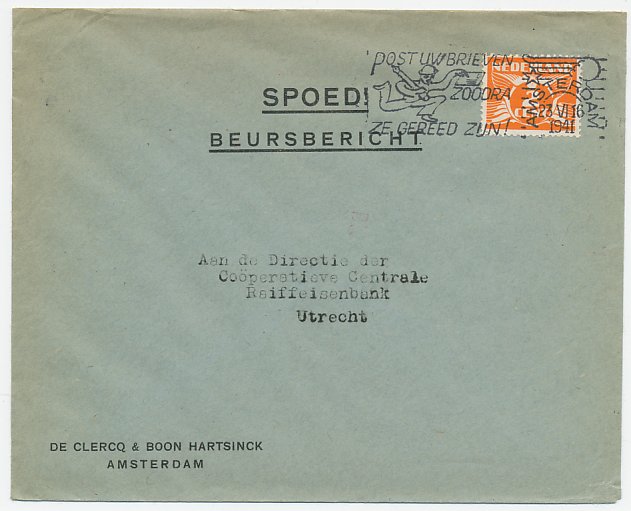 POST UW BRIEVEN
ZOODRA
ZE GEREED ZIJN!
NEDERLAND
AMSTERDAM
23 VI 16
1941
SPOED!
BEURSBERICHT
Aan de Directie der
Coöperatieve Centrale
Raiffeisenbank
Utrecht
DE CLERCQ & BOON HARTSINCK
AMSTERDAM